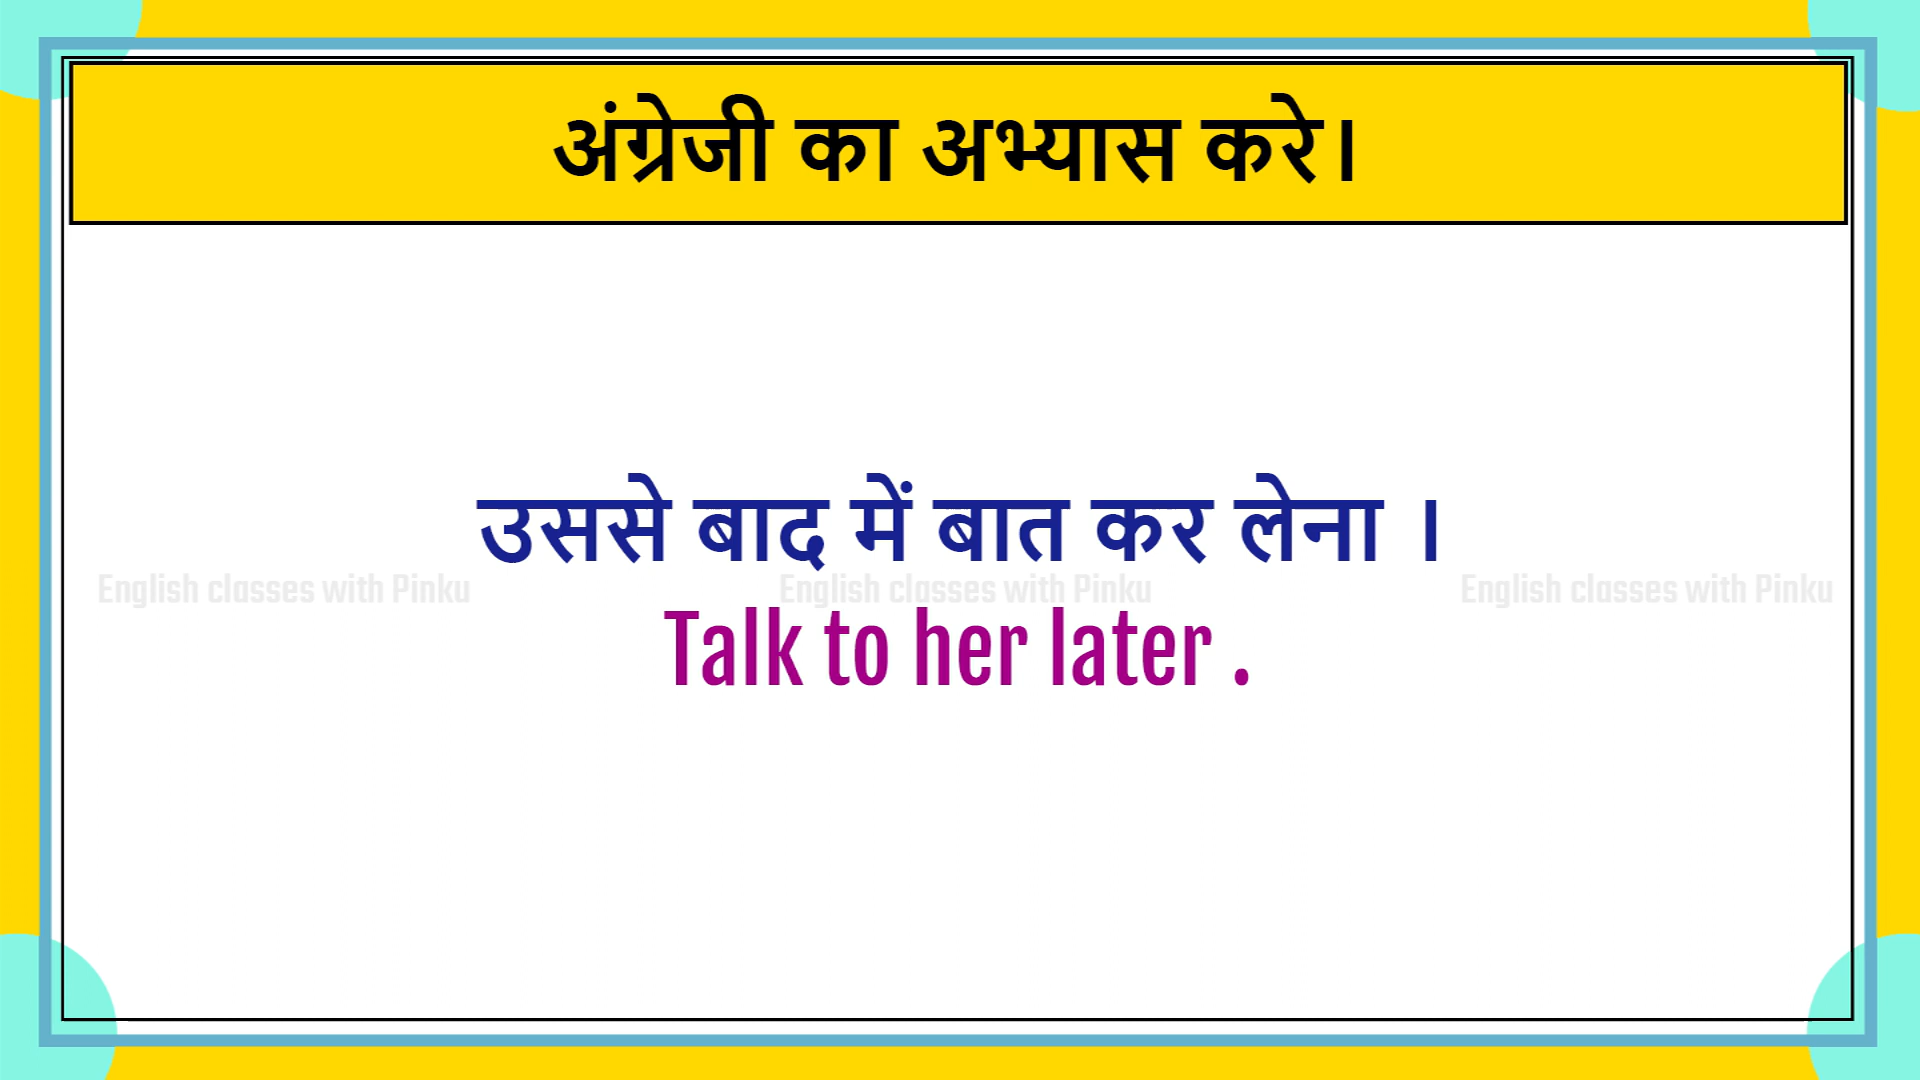 अंग्रेजी का अभ्यास करे।
उससे बाद में बात कर लेना ।
English classes with Pinku English classes with Pinku English classes with Pinku
Talk to her later .